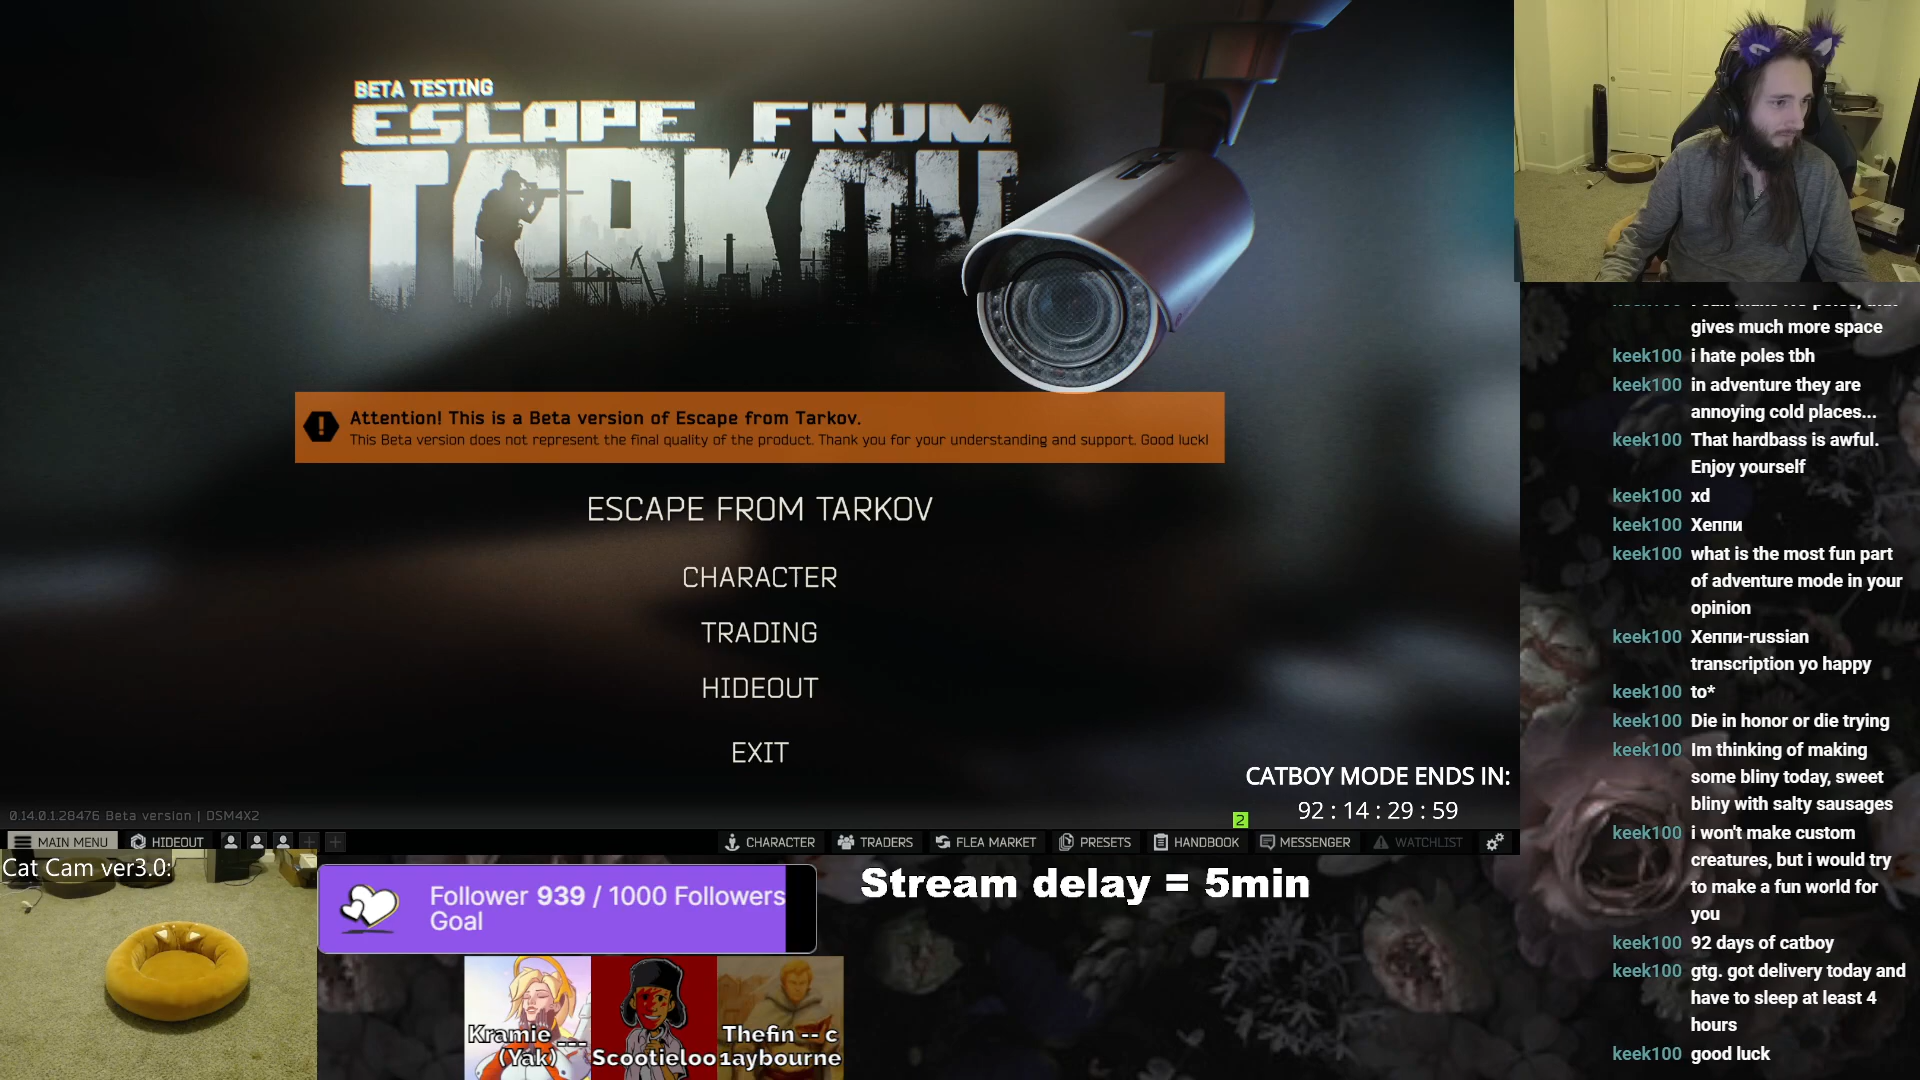 BETA TESTING
ESCAPE FROM
TARKOV
Attention! This is a Beta version of Escape from Tarkov.
This Beta version does not represent the final quality of the product. Thank you for your understanding and support. Good luck!
ESCAPE FROM TARKOV
CHARACTER
TRADING
HIDEOUT
EXIT
CATBOY MODE ENDS IN:
92 : 14 : 29 : 59
0.14.0.1.28476 Beta version | DSM4X2
2
MAIN MENU
HIDEOUT
CHARACTER
TRADERS
FLEA MARKET
PRESETS
HANDBOOK
MESSENGER
WATCHLIST
Cat Cam ver3.0:
Follower 939 / 1000 Followers
Goal
Stream delay = 5min
Kramie ---
(Yak)
Scootieloo
Thefin -- c
1aybourne
gives much more space
keek100 i hate poles tbh
keek100 in adventure they are
annoying cold places...
keek100 That hardbass is awful.
Enjoy yourself
keek100 xd
keek100 Хеппи
keek100 what is the most fun part
of adventure mode in your
opinion
keek100 Хеппи-russian
transcription yo happy
keek100 to*
keek100 Die in honor or die trying
keek100 Im thinking of making
some bliny today, sweet
bliny with salty sausages
keek100 i won't make custom
creatures, but i would try
to make a fun world for
you
keek100 92 days of catboy
keek100 gtg. got delivery today and
have to sleep at least 4
hours
keek100 good luck